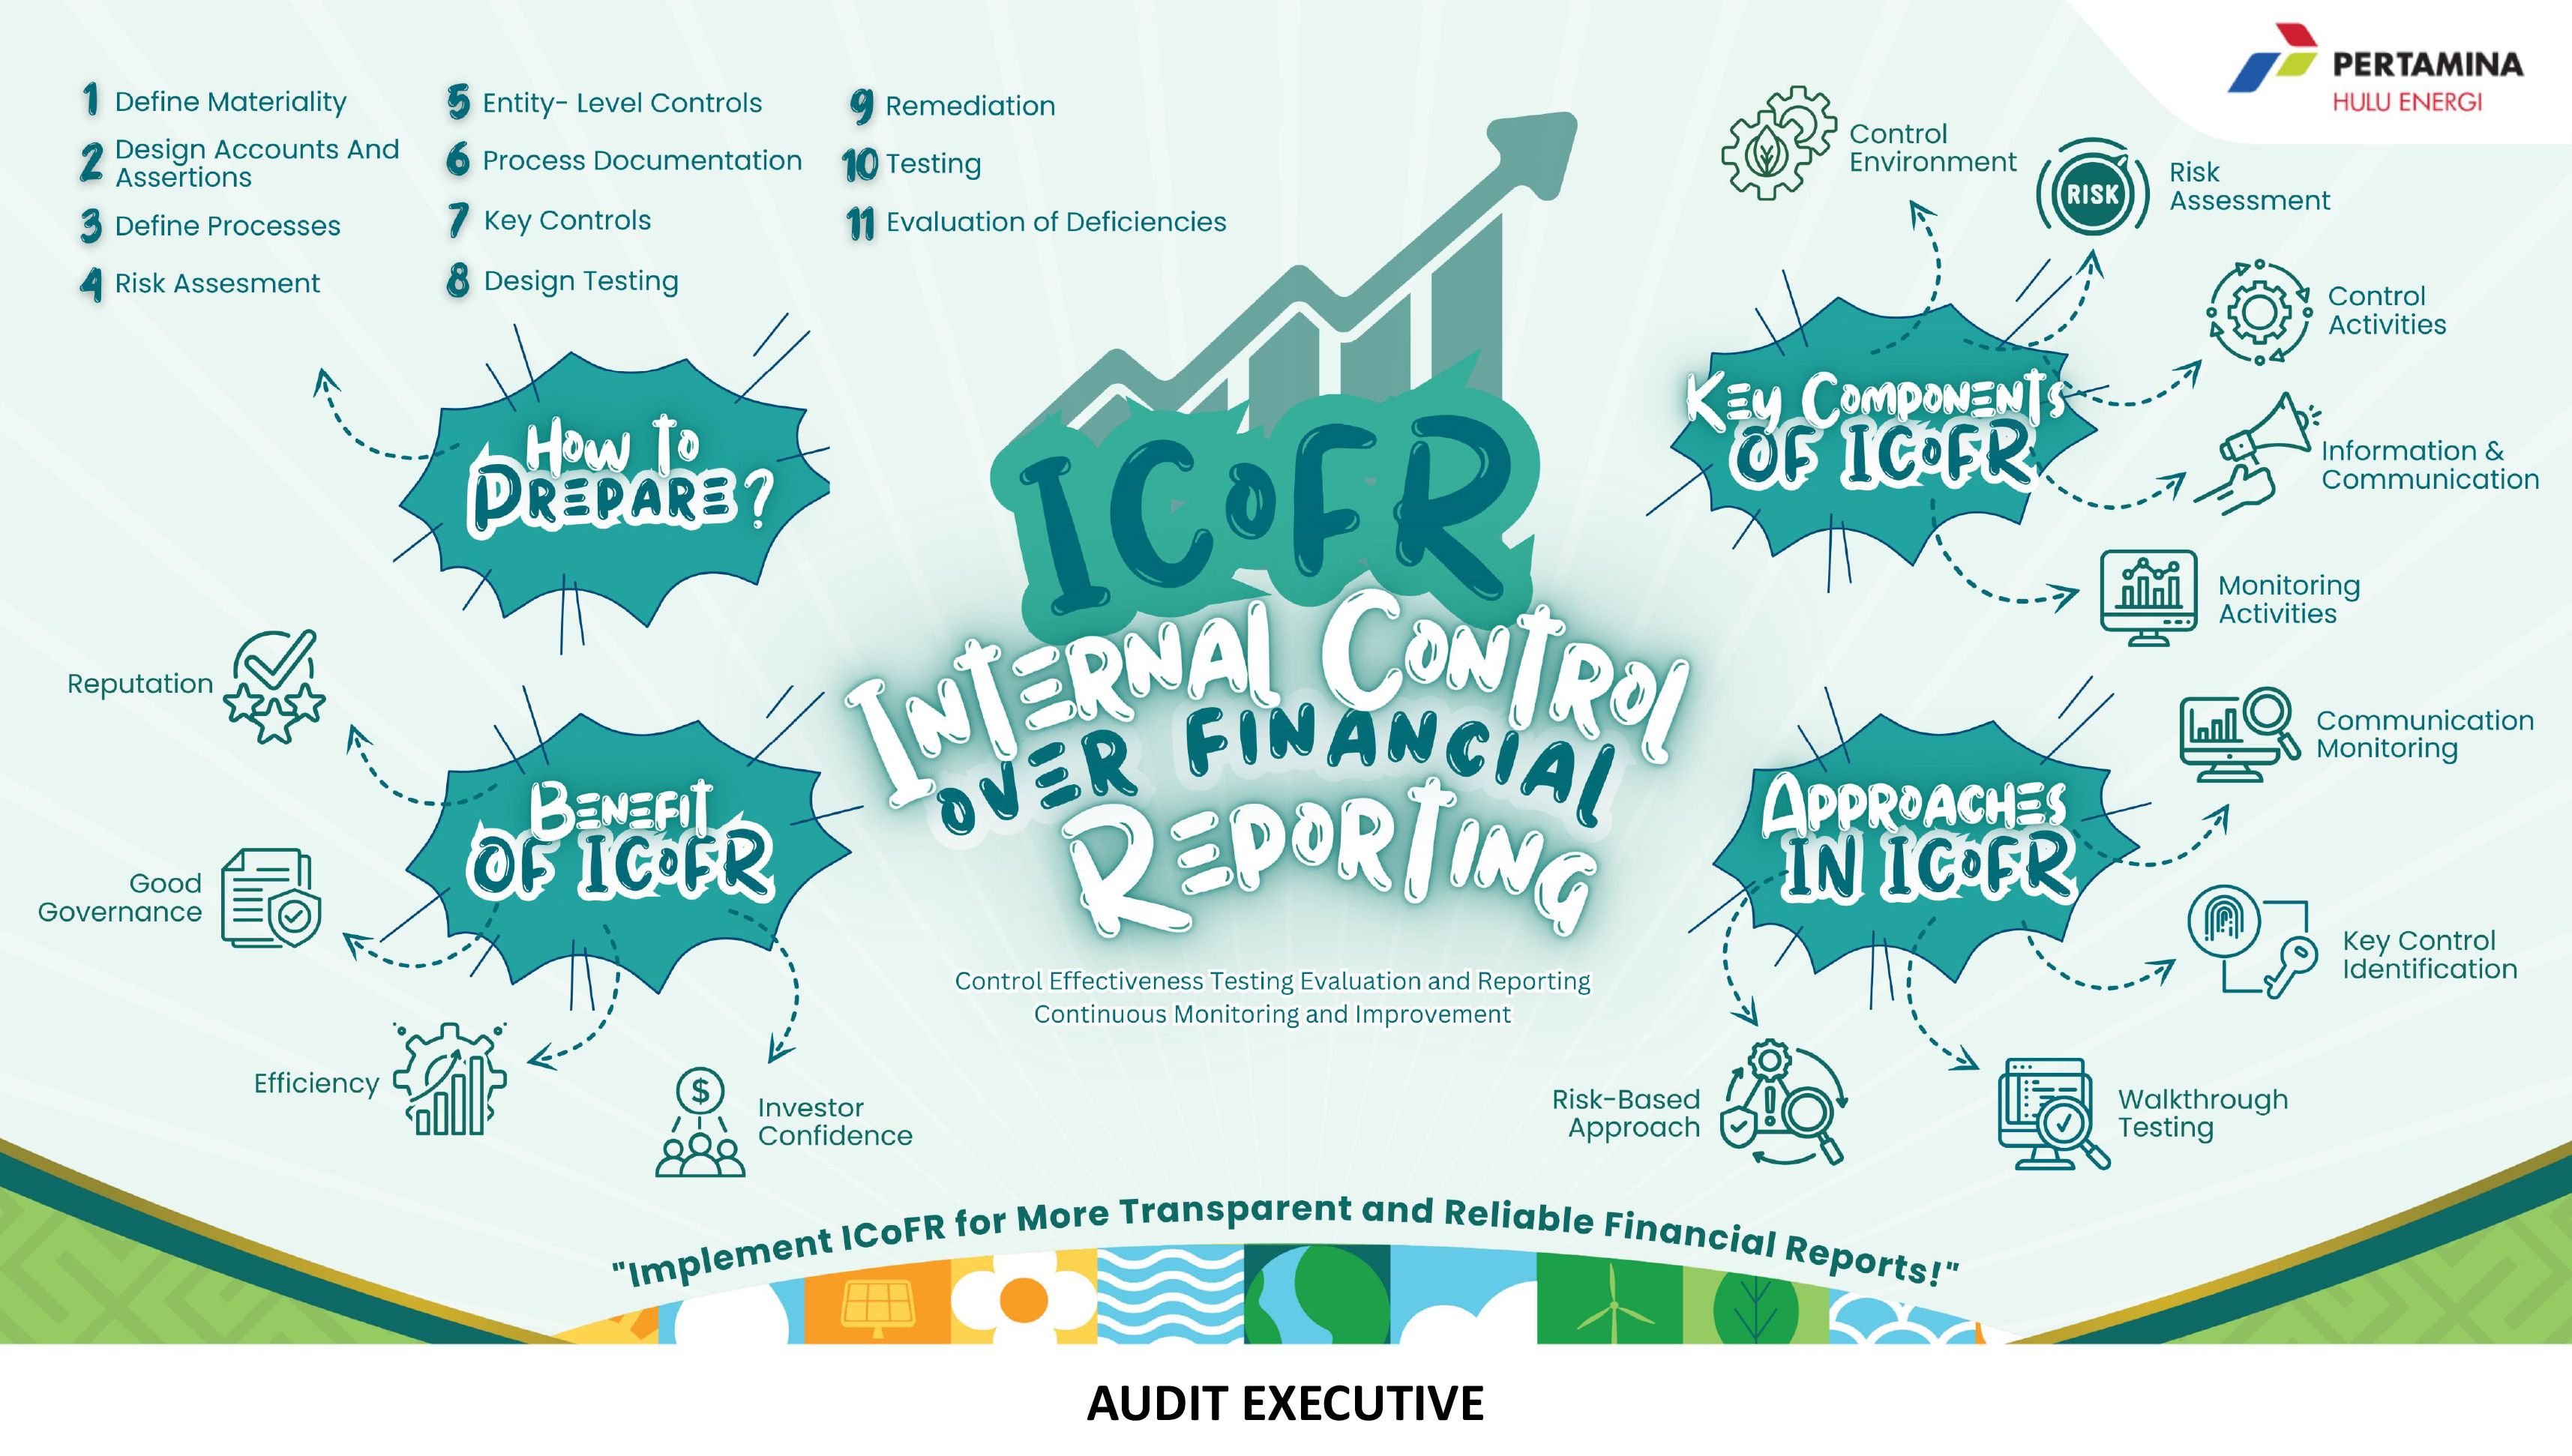 PERTAMINA
HULU ENERGI
1 Define Materiality
2 Design Accounts And
Assertions
3 Define Processes
4 Risk Assesment
5 Entity- Level Controls
6 Process Documentation
7 Key Controls
8 Design Testing
9 Remediation
10 Testing
11 Evaluation of Deficiencies
How to
Prepare?
Key Components
of ICoFR
Control
Environment
RISK
Risk
Assessment
Control
Activities
Information &
Communication
Monitoring
Activities
ICoFR
Internal Control
over Financial
Reporting
Control Effectiveness Testing Evaluation and Reporting
Continuous Monitoring and Improvement
Benefit
of ICoFR
Reputation
Good
Governance
Efficiency
$
Investor
Confidence
Approaches
in ICoFR
Communication
Monitoring
Key Control
Identification
Walkthrough
Testing
Risk-Based
Approach
"Implement ICoFR for More Transparent and Reliable Financial Reports!"
AUDIT EXECUTIVE